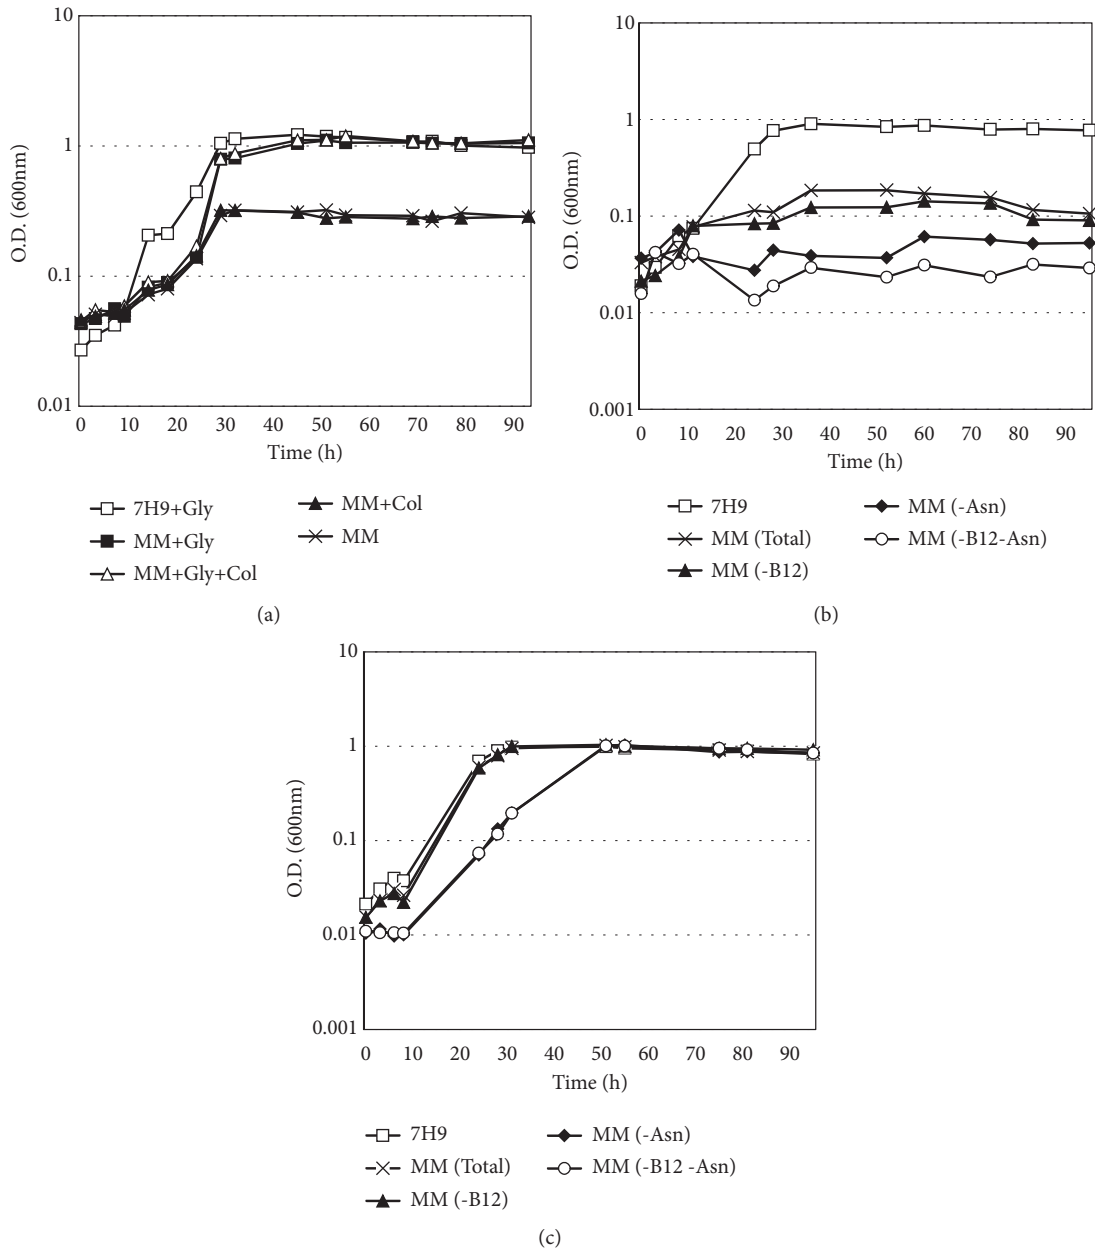 10
1
0.1
0.01
O.D. (600nm)
0 10 20 30 40 50 60 70 80 90
Time (h)
7H9+Gly
MM+Gly
MM+Gly+Col
MM+Col
MM
(a)
10
1
0.1
0.01
0.001
O.D. (600nm)
0 10 20 30 40 50 60 70 80 90
Time (h)
7H9
MM (Total)
MM (-B12)
MM (-Asn)
MM (-B12-Asn)
(b)
10
1
0.1
0.01
0.001
O.D. (600nm)
0 10 20 30 40 50 60 70 80 90
Time (h)
7H9
MM (Total)
MM (-B12)
MM (-Asn)
MM (-B12 -Asn)
(c)